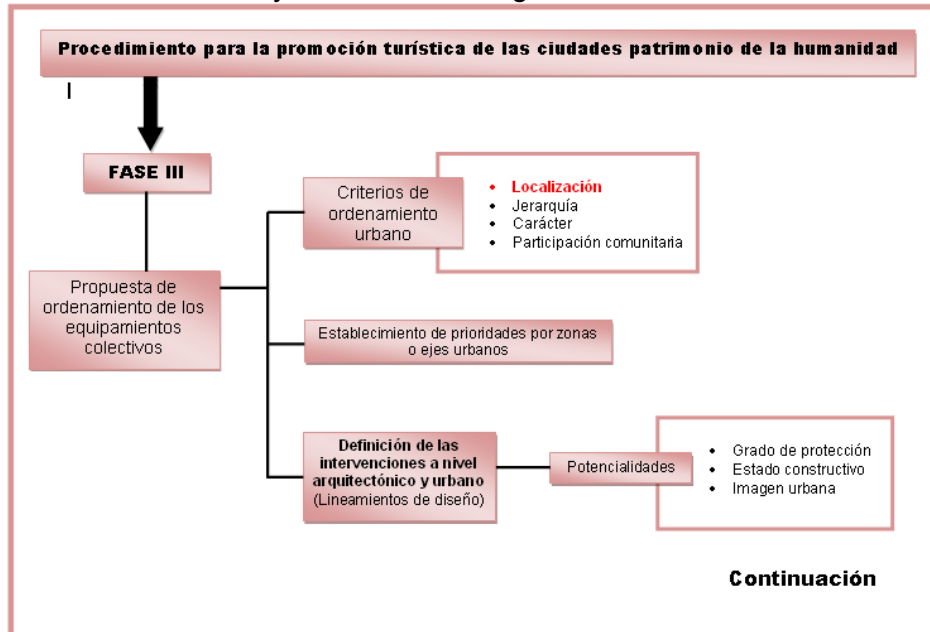 Procedimiento para la promoción turística de las ciudades patrimonio de la humanidad
FASE III
Propuesta de
ordenamiento de los
equipamientos
colectivos
Criterios de
ordenamiento
urbano
• Localización
• Jerarquía
• Carácter
• Participación comunitaria
Establecimiento de prioridades por zonas
o ejes urbanos
Definición de las
intervenciones a nivel
arquitectónico y urbano
(Lineamientos de diseño)
Potencialidades
• Grado de protección
• Estado constructivo
• Imagen urbana
Continuación